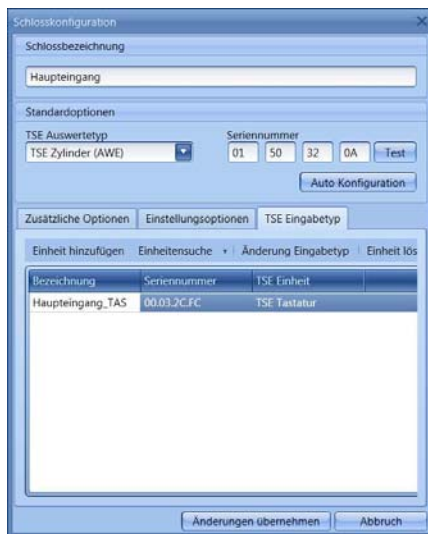 Schlosskonfiguration
Schlossbezeichnung
Haupteingang
Standardoptionen
TSE Auswertetyp Seriennummer
TSE Zylinder (AWE) 01 50 32 0A Test
Auto Konfiguration
Zusätzliche Optionen Einstellungsoptionen TSE Eingabetyp
Einheit hinzufügen Einheitensuche Änderung Eingabetyp Einheit lös
Bezeichnung Seriennummer TSE Einheit
Haupteingang_TAS 00.03.2C.FC TSE Tastatur
Änderungen übernehmen Abbruch